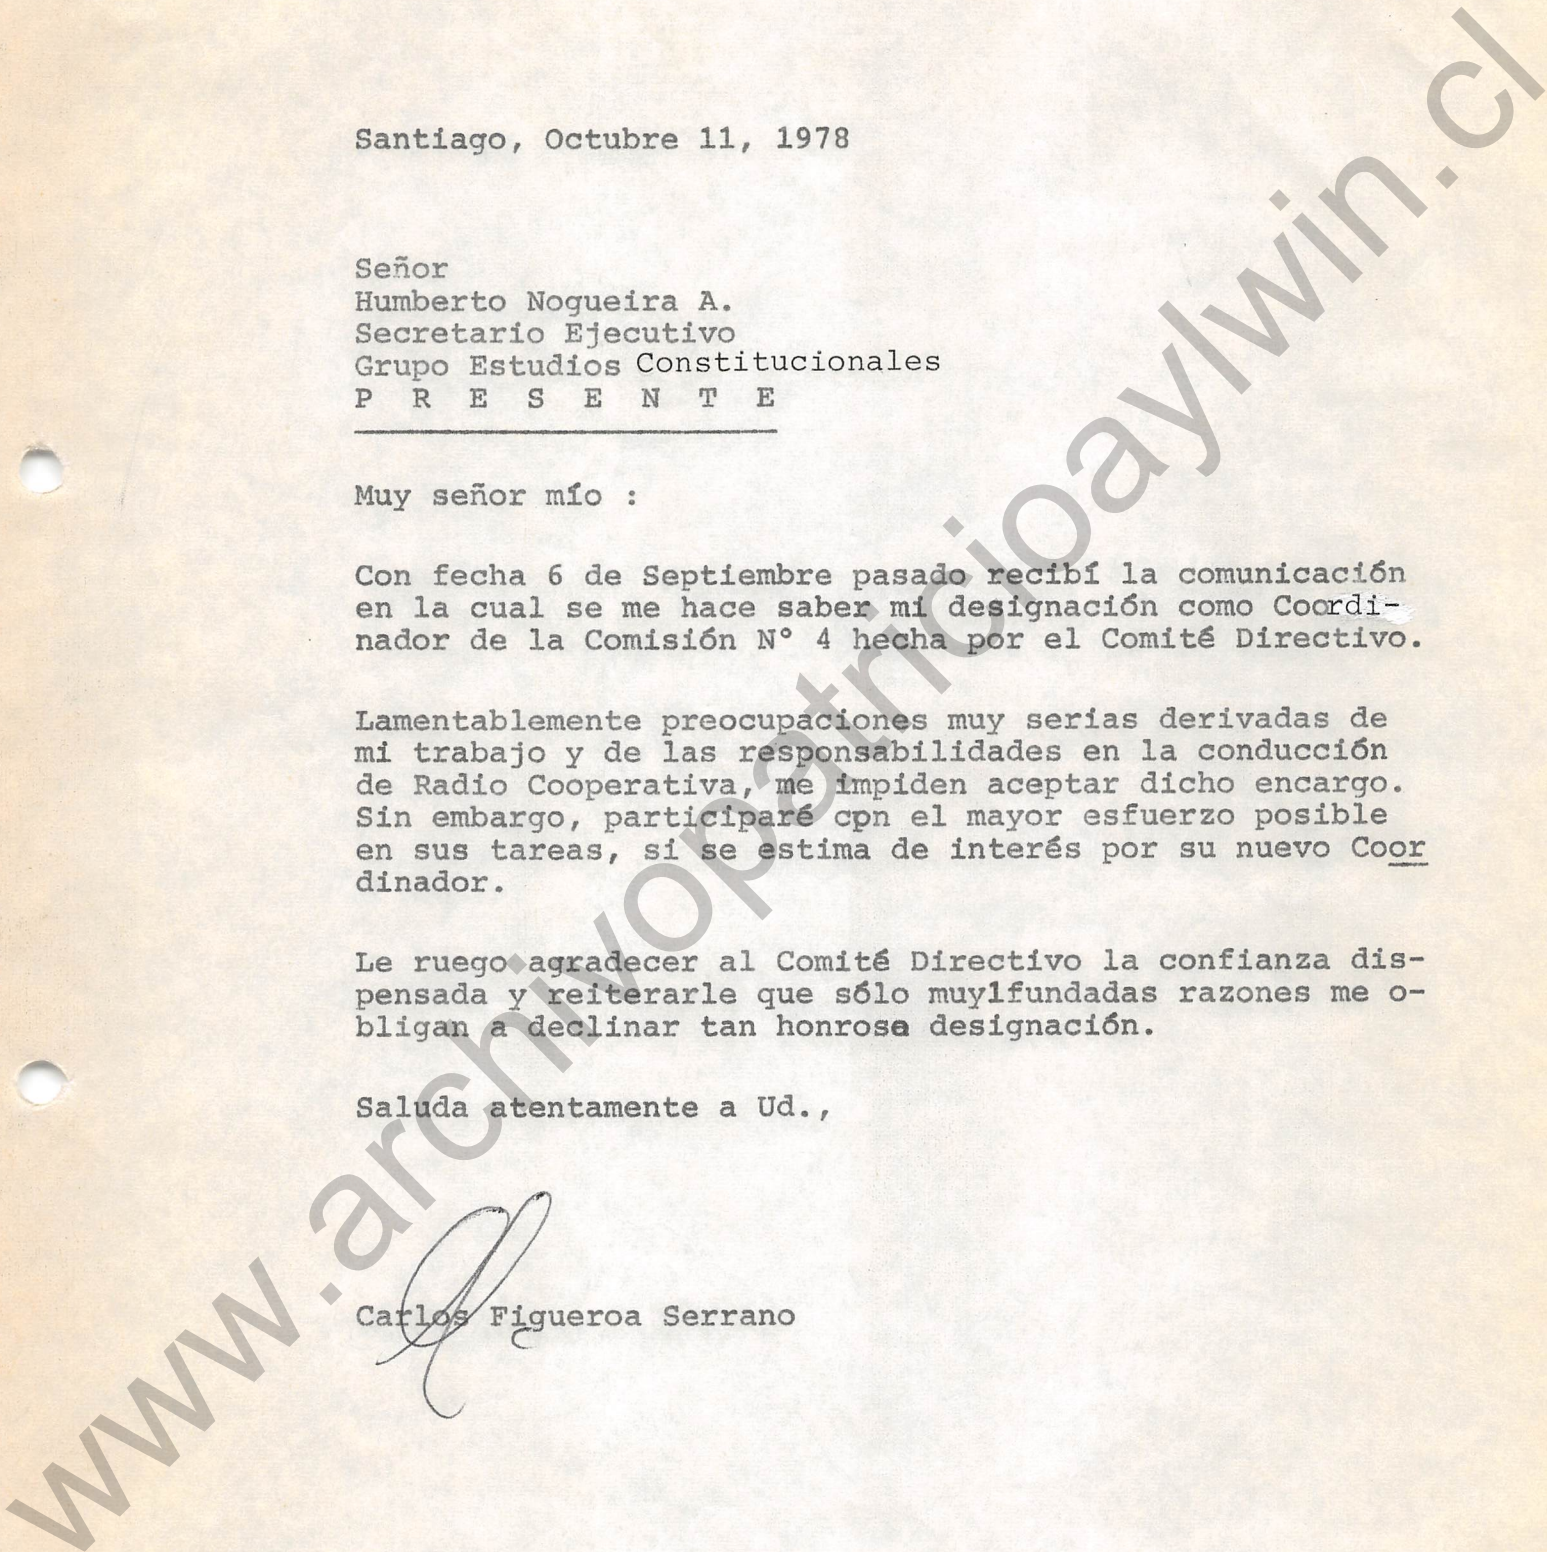 Santiago, Octubre 11, 1978
Señor
Humberto Nogueira A.
Secretario Ejecutivo
Grupo Estudios Constitucionales
P R E S E N T E
Muy señor mío :
Con fecha 6 de Septiembre pasado recibí la comunicación
en la cual se me hace saber mi designación como Coordi-
nador de la Comisión N° 4 hecha por el Comité Directivo.
Lamentablemente preocupaciones muy serias derivadas de
mi trabajo y de las responsabilidades en la conducción
de Radio Cooperativa, me impiden aceptar dicho encargo.
Sin embargo, participaré cpn el mayor esfuerzo posible
en sus tareas, si se estima de interés por su nuevo Coor
dinador.
Le ruego agradecer al Comité Directivo la confianza dis-
pensada y reiterarle que sólo muy1fundadas razones me o-
bligan a declinar tan honrosa designación.
Saluda atentamente a Ud.,
Carlos Figueroa Serrano
www.archivopatricioaylwin.cl